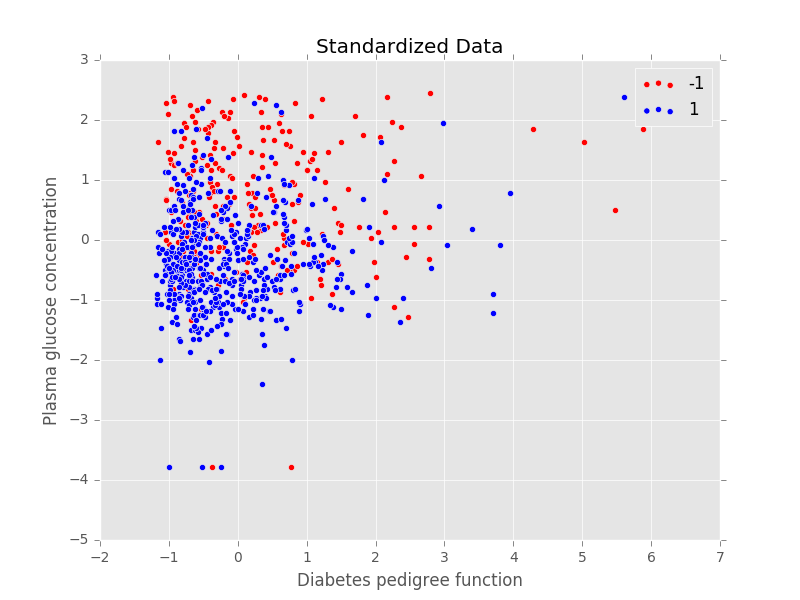 Standardized Data
-1
1
3
2
1
0
−1
−2
−3
−4
−5
Plasma glucose concentration
−2 −1 0 1 2 3 4 5 6 7
Diabetes pedigree function